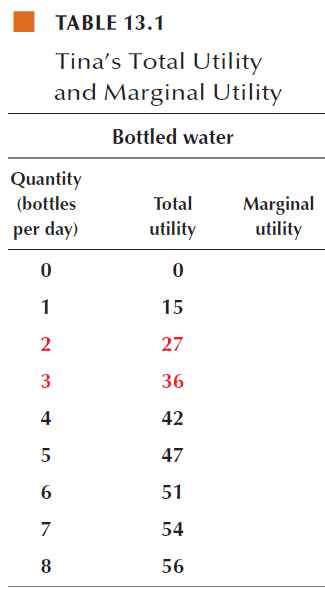 TABLE 13.1
Tina's Total Utility
and Marginal Utility
Bottled water
Quantity
(bottles Total Marginal
per day) utility utility
0 0
1 15
2 27
3 36
4 42
5 47
6 51
7 54
8 56